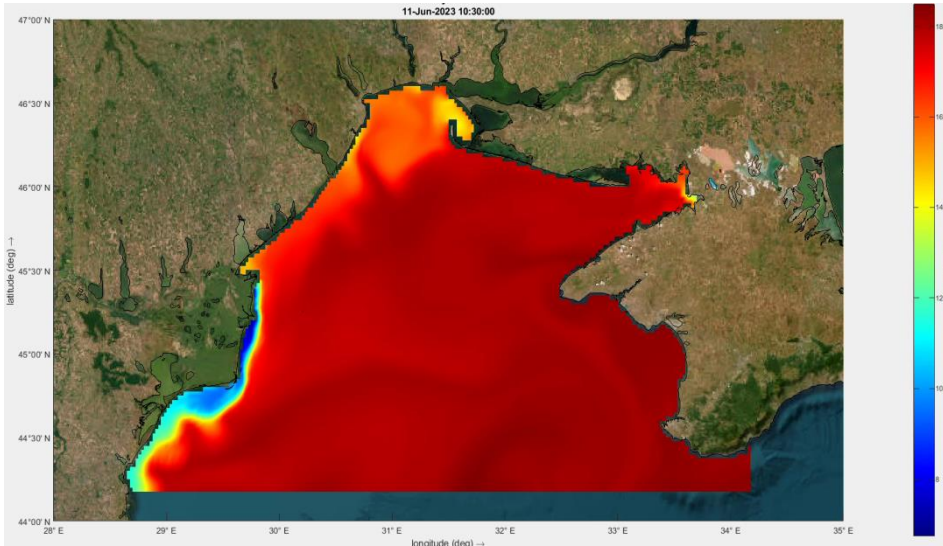 11-Jun-2023 10:30:00
47°00' N
46°30' N
46°00' N
45°30' N
45°00' N
44°30' N
44°00' N
latitude (deg) →
28° E
29° E
30° E
31° E
32° E
33° E
34° E
35° E
longitude (deg) →
18
16
14
12
10
8